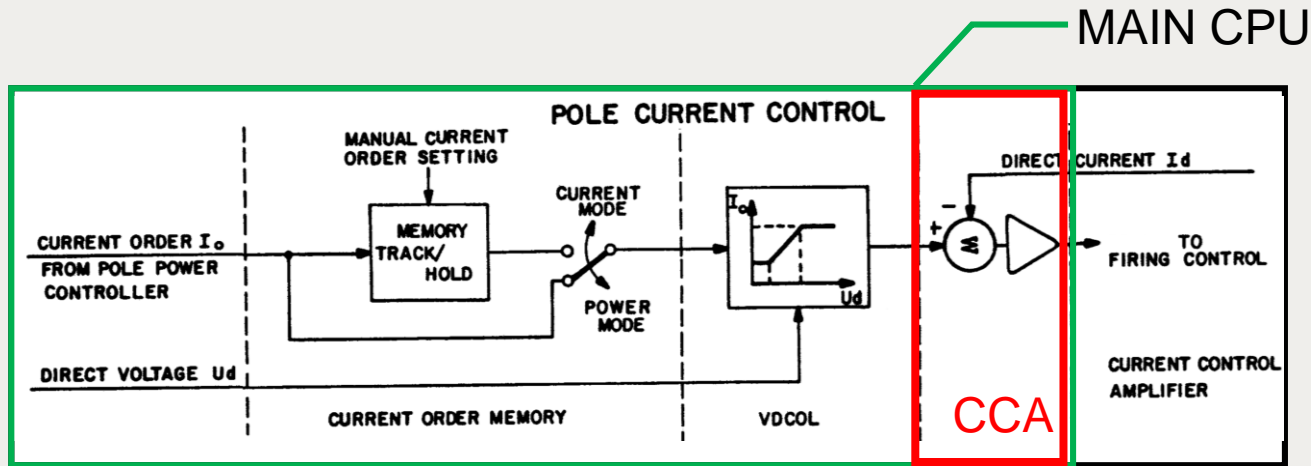 MAIN CPU
POLE CURRENT CONTROL
MANUAL CURRENT
ORDER SETTING
CURRENT
MODE
MEMORY
TRACK/
HOLD
POWER
MODE
CURRENT ORDER Io
FROM POLE POWER
CONTROLLER
DIRECT VOLTAGE Ud
CURRENT ORDER MEMORY
Io
Ud
VDCOL
DIRECT CURRENT Id
-
+
W
TO
FIRING CONTROL
CURRENT CONTROL
AMPLIFIER
CCA